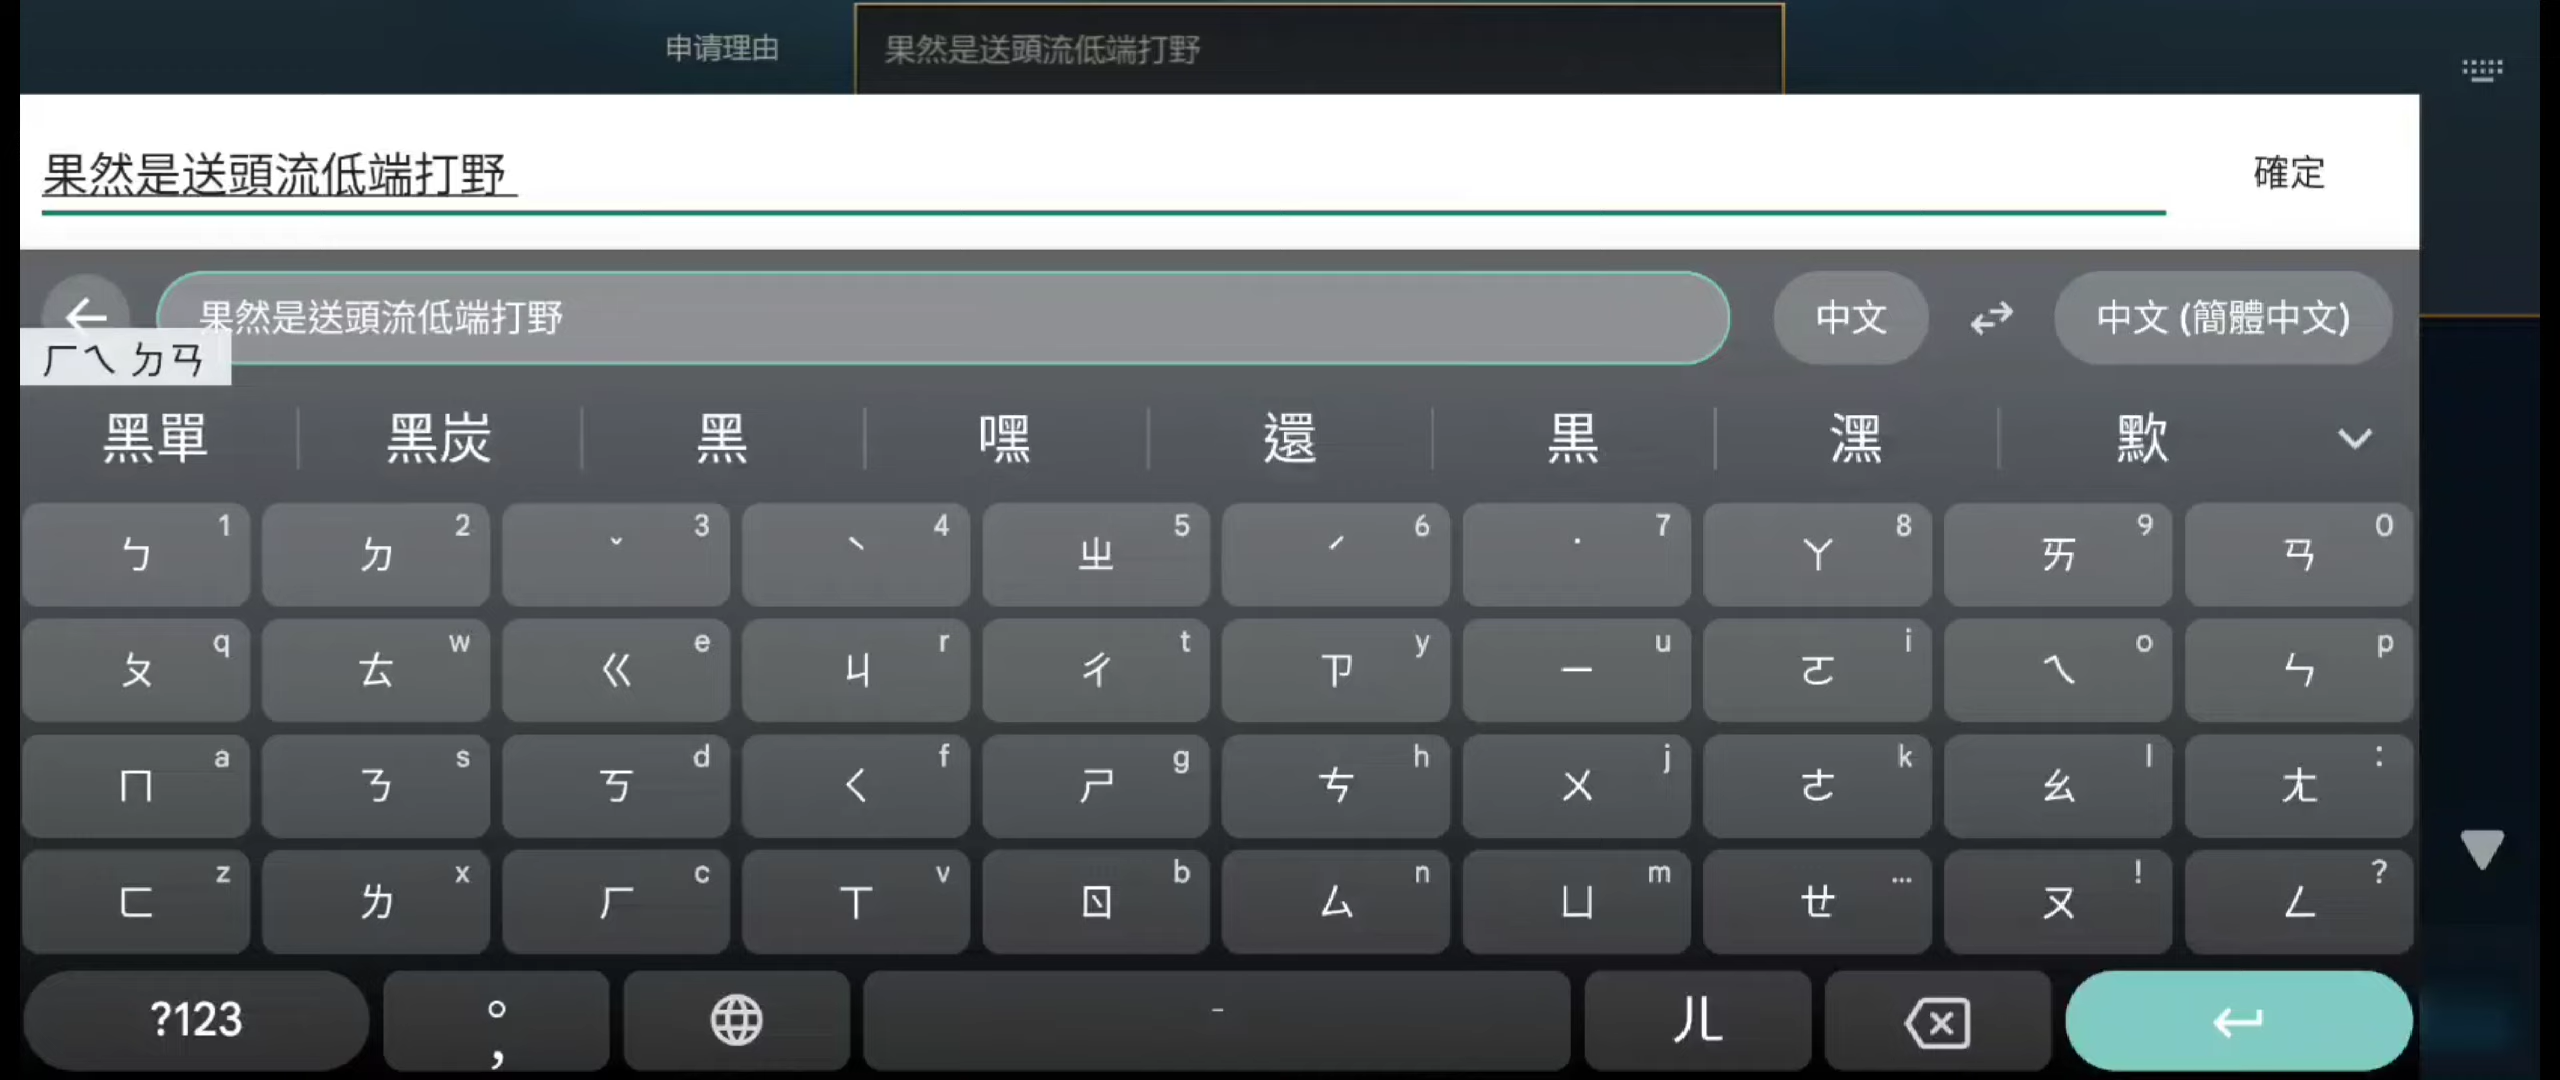 申请理由
果然是送頭流低端打野
果然是送頭流低端打野
確定
果然是送頭流低端打野
中文
中文 (簡體中文)
ㄏㄟ ㄉㄢ
黑單 黑炭 黑 嘿 還 黒 潶 默
ㄅ 1 ㄉ 2 ˇ 3 ˋ 4 ㄓ 5 ˊ 6 ˙ 7 ㄚ 8 ㄞ 9 ㄢ 0
ㄆ q ㄊ w ㄍ e ㄐ r ㄔ t ㄗ y ㄧ u ㄛ i ㄟ o ㄣ p
ㄇ a ㄋ s ㄎ d ㄑ f ㄕ g ㄘ h ㄨ j ㄜ k ㄠ l ㄤ :
ㄈ z ㄌ x ㄏ c ㄒ v ㄖ b ㄙ n ㄩ m ㄝ … ㄡ ! ㄥ ?
?123 。 , ㄦ